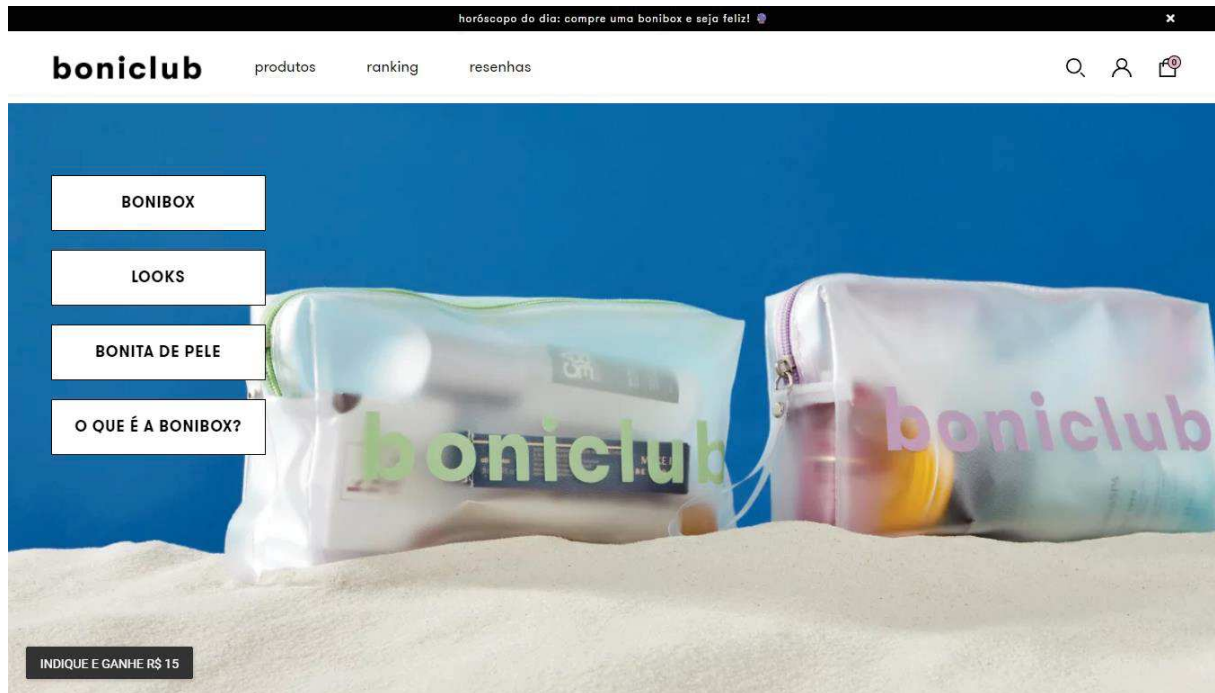 horóscopo do dia: compre uma bonibox e seja feliz! 🔮
boniclub produtos ranking resenhas
0
BONIBOX
LOOKS
BONITA DE PELE
O QUE É A BONIBOX?
boniclub
boniclub
INDIQUE E GANHE R$ 15